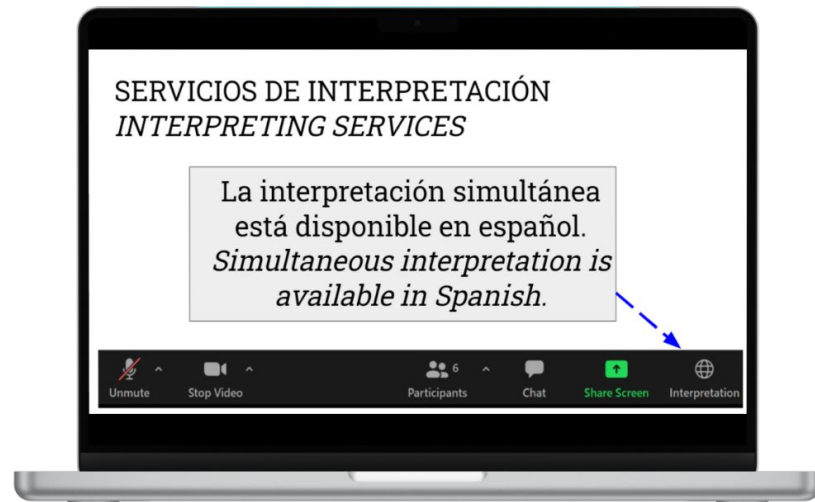 SERVICIOS DE INTERPRETACIÓN
INTERPRETING SERVICES
La interpretación simultánea
está disponible en español.
Simultaneous interpretation is
available in Spanish.
6
Unmute
Stop Video
Participants
Chat
Share Screen
Interpretation